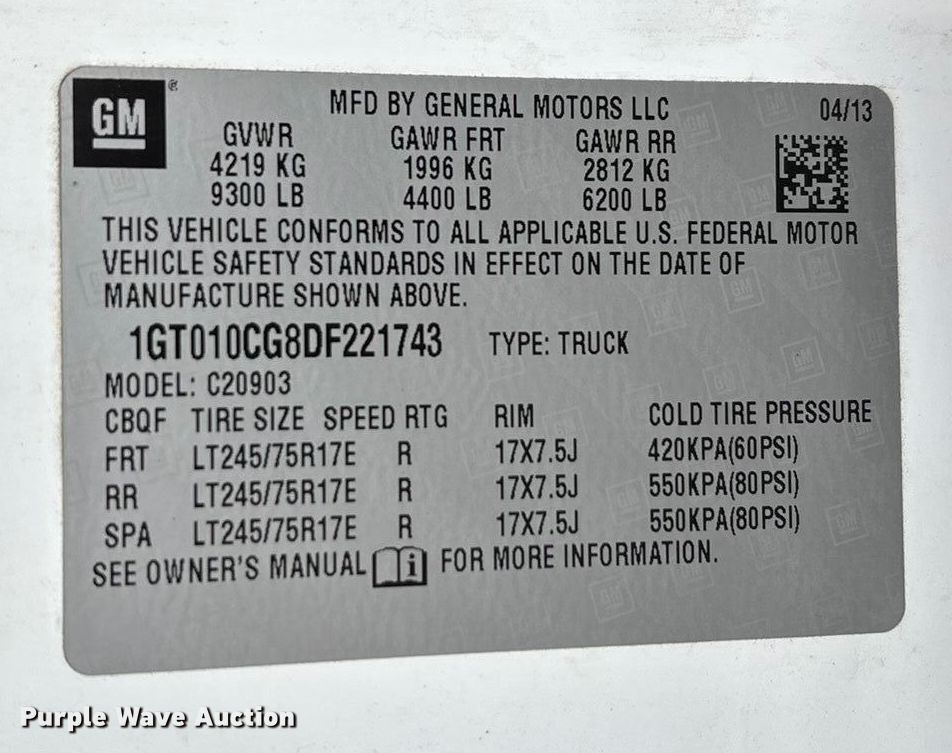 GM
MFD BY GENERAL MOTORS LLC 04/13
GVWR GAWR FRT GAWR RR
4219 KG 1996 KG 2812 KG
9300 LB 4400 LB 6200 LB
THIS VEHICLE CONFORMS TO ALL APPLICABLE U.S. FEDERAL MOTOR
VEHICLE SAFETY STANDARDS IN EFFECT ON THE DATE OF
MANUFACTURE SHOWN ABOVE.
1GT010CG8DF221743 TYPE: TRUCK
MODEL: C20903
CBQF TIRE SIZE SPEED RTG RIM COLD TIRE PRESSURE
FRT LT245/75R17E R 17X7.5J 420KPA(60PSI)
RR LT245/75R17E R 17X7.5J 550KPA(80PSI)
SPA LT245/75R17E R 17X7.5J 550KPA(80PSI)
SEE OWNER'S MANUAL i FOR MORE INFORMATION.
Purple Wave Auction